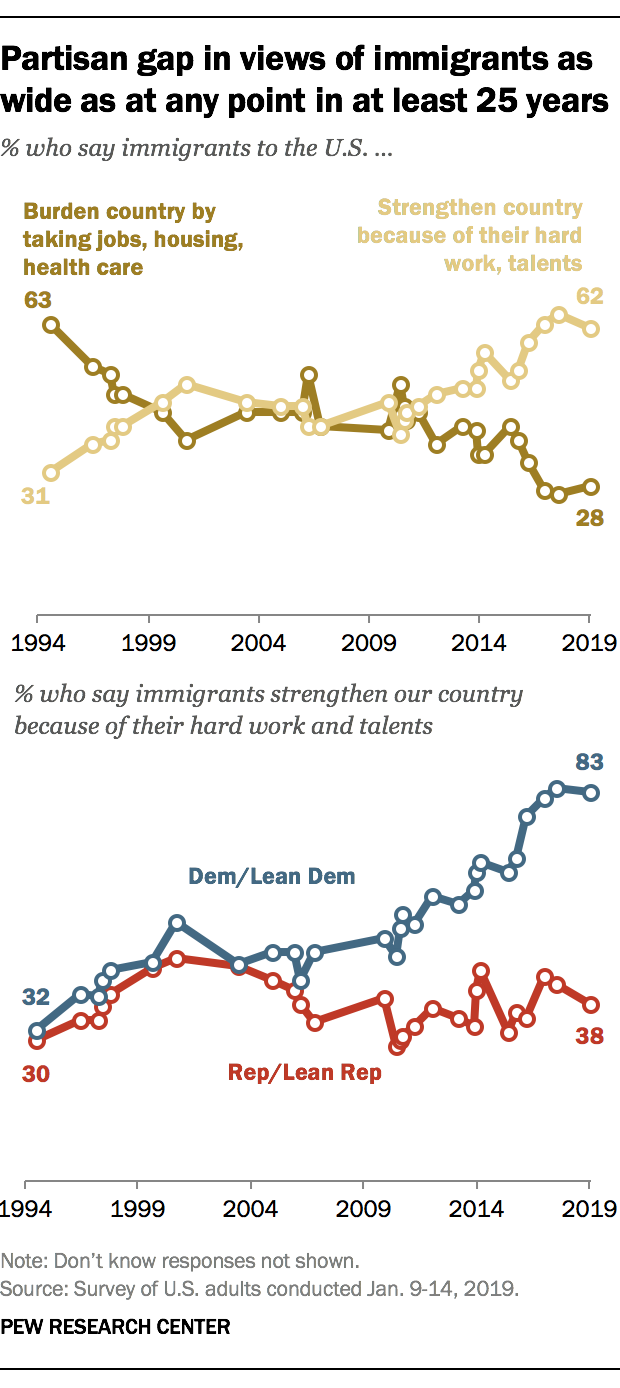 Partisan gap in views of immigrants as
wide as at any point in at least 25 years
% who say immigrants to the U.S. ...
Burden country by
taking jobs, housing,
health care
Strengthen country
because of their hard
work, talents
63
62
31
28
1994 1999 2004 2009 2014 2019
% who say immigrants strengthen our country
because of their hard work and talents
83
Dem/Lean Dem
32
30
Rep/Lean Rep
38
1994 1999 2004 2009 2014 2019
Note: Don't know responses not shown.
Source: Survey of U.S. adults conducted Jan. 9-14, 2019.
PEW RESEARCH CENTER